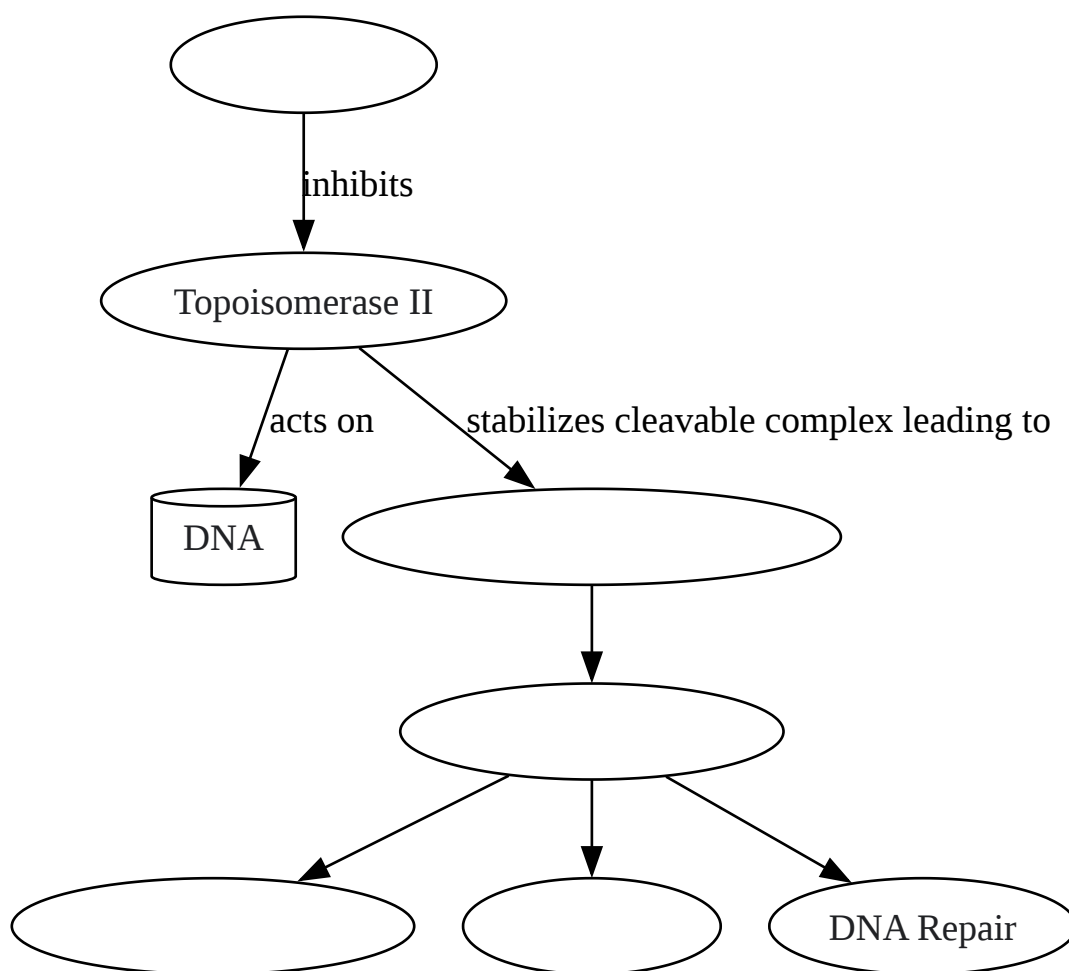 inhibits
Topoisomerase II
acts on
stabilizes cleavable complex leading to
DNA
DNA Repair